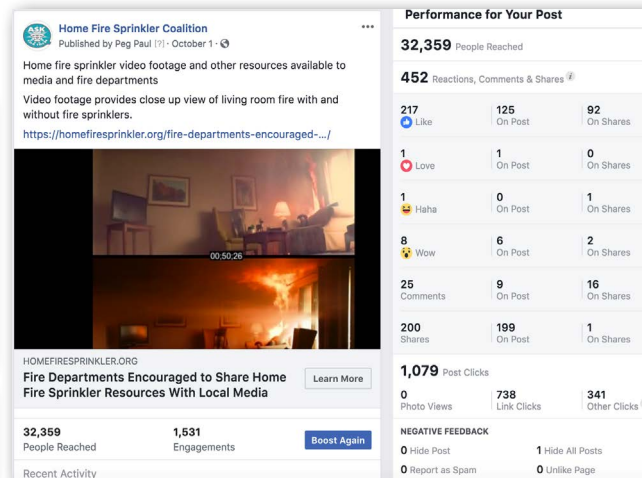 ASK
Home Fire Sprinkler Coalition
Published by Peg Paul [?] · October 1 ·
Home fire sprinkler video footage and other resources available to
media and fire departments
Video footage provides close up view of living room fire with and
without fire sprinklers.
https://homefiresprinkler.org/fire-departments-encouraged-.../
00:50:26
HOMEFIRESPRINKLER.ORG
Fire Departments Encouraged to Share Home
Fire Sprinkler Resources With Local Media
Learn More
32,359
People Reached
1,531
Engagements
Boost Again
Recent Activity
Performance for Your Post
32,359 People Reached
452 Reactions, Comments & Shares
217 125 92
Like On Post On Shares
1 1 0
Love On Post On Shares
1 0 1
Haha On Post On Shares
8 6 2
Wow On Post On Shares
25 9 16
Comments On Post On Shares
200 199 1
Shares On Post On Shares
1,079 Post Clicks
0 738 341
Photo Views Link Clicks Other Clicks
NEGATIVE FEEDBACK
0 Hide Post 1 Hide All Posts
0 Report as Spam 0 Unlike Page